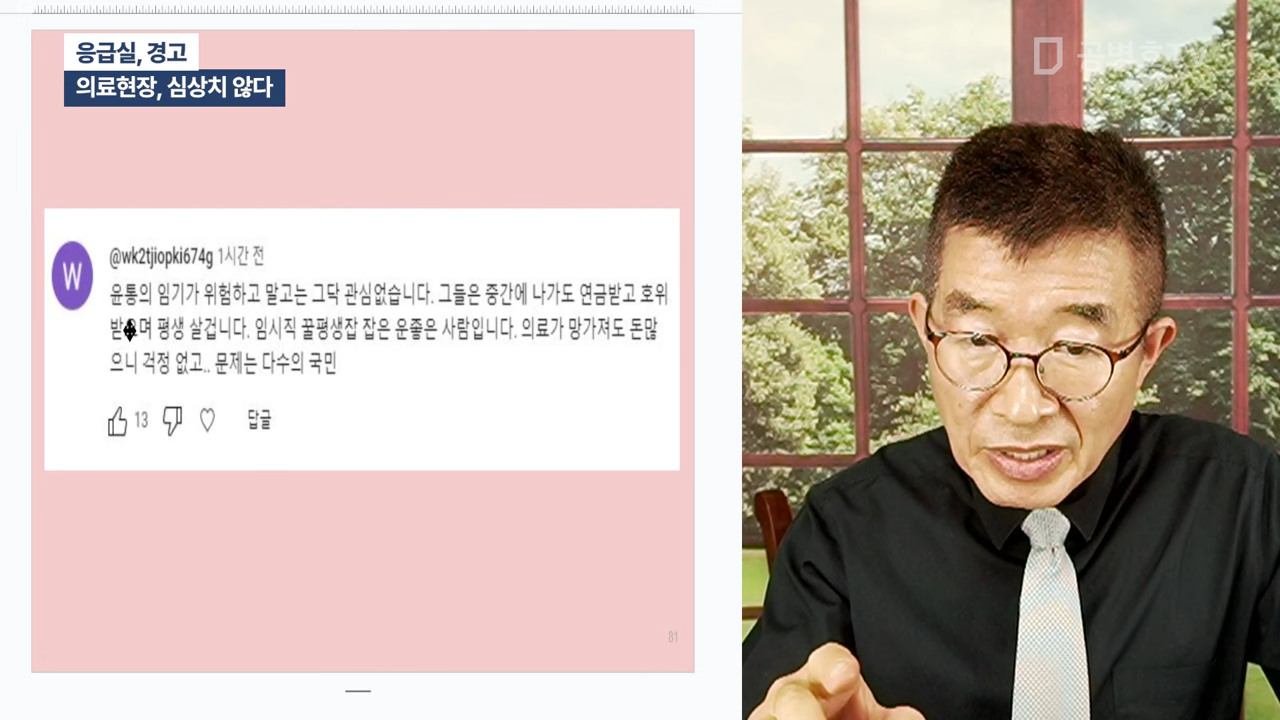 응급실, 경고
의료현장, 심상치 않다
공병호TV
W
@wk2tjiopki674g 1시간 전
윤통의 임기가 위험하고 말고는 그닥 관심없습니다. 그들은 중간에 나가도 연금받고 호위
받으며 평생 살겁니다. 임시직 꿀평생잡 잡은 운좋은 사람입니다. 의료가 망가져도 돈많
으니 걱정 없고.. 문제는 다수의 국민
13 답글
81